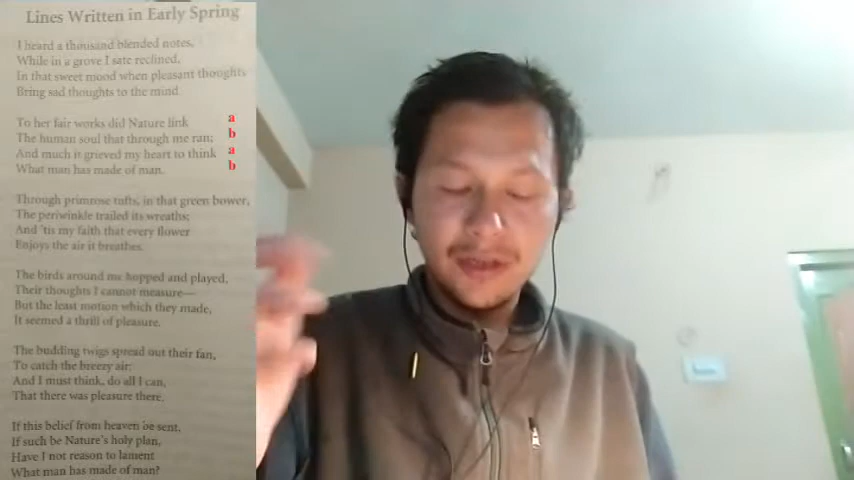 Lines Written in Early Spring
I heard a thousand blended notes,
While in a grove I sate reclined,
In that sweet mood when pleasant thoughts
Bring sad thoughts to the mind.
To her fair works did Nature link a
The human soul that through me ran; b
And much it grieved my heart to think a
What man has made of man. b
Through primrose tufts, in that green bower,
The periwinkle trailed its wreaths;
And 'tis my faith that every flower
Enjoys the air it breathes.
The birds around me hopped and played,
Their thoughts I cannot measure—
But the least motion which they made,
It seemed a thrill of pleasure.
The budding twigs spread out their fan,
To catch the breezy air;
And I must think, do all I can,
That there was pleasure there.
If this belief from heaven be sent,
If such be Nature's holy plan,
Have I not reason to lament
What man has made of man?